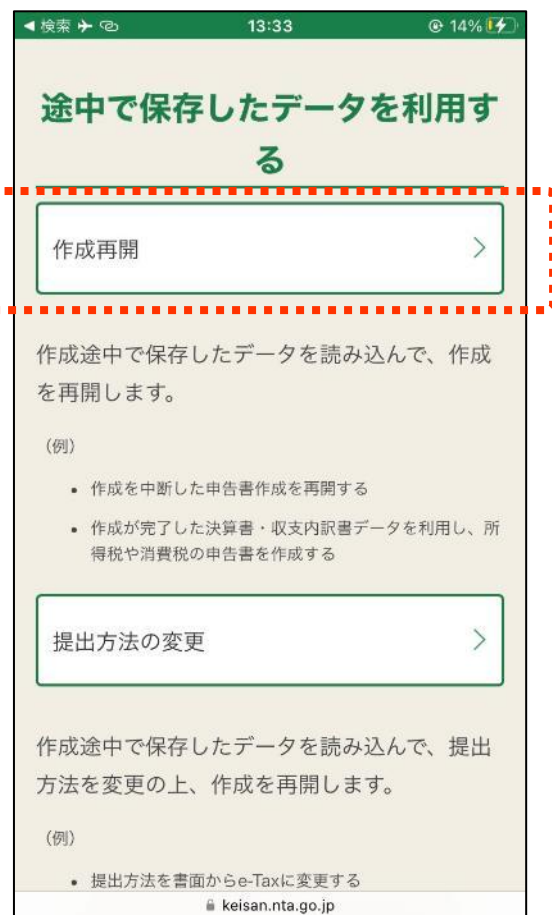 検索
13:33
14%
途中で保存したデータを利用す
る
作成再開
作成途中で保存したデータを読み込んで、作成
を再開します。
（例）
• 作成を中断した申告書作成を再開する
• 作成が完了した決算書・収支内訳書データを利用し、所
得税や消費税の申告書を作成する
提出方法の変更
作成途中で保存したデータを読み込んで、提出
方法を変更の上、作成を再開します。
（例）
• 提出方法を書面からe-Taxに変更する
keisan.nta.go.jp